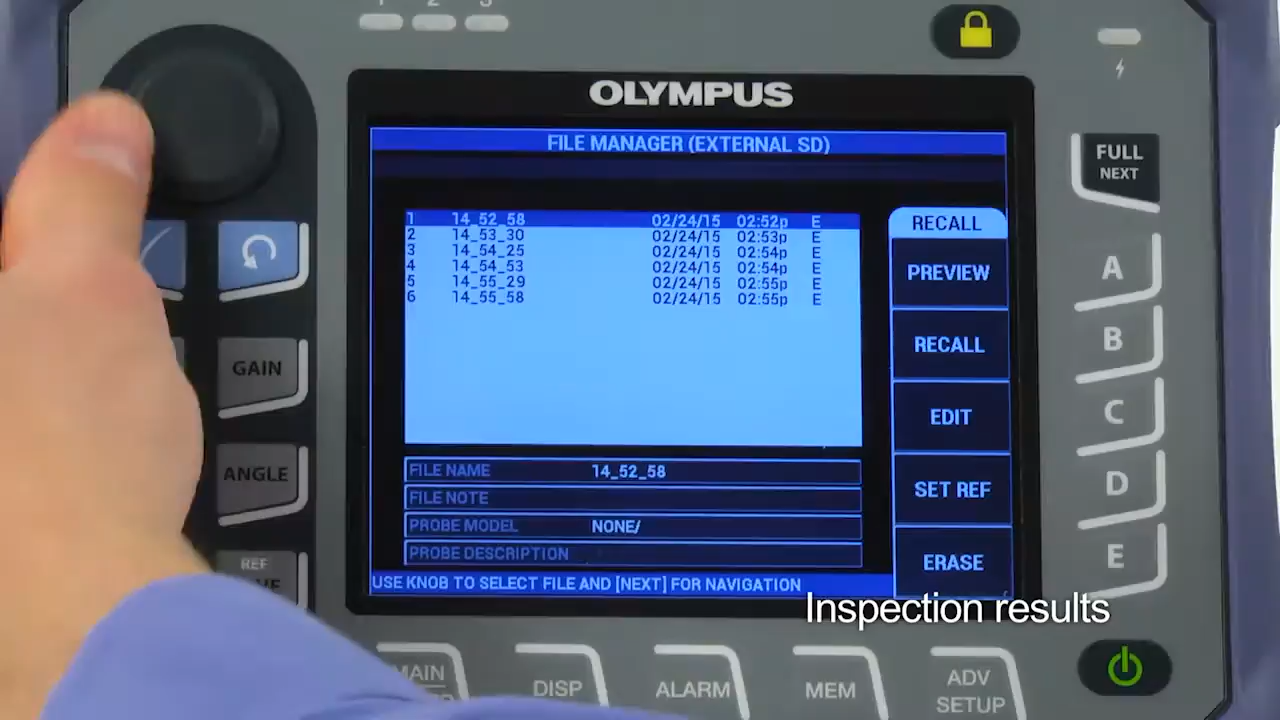 1 2 3
OLYMPUS
FILE MANAGER (EXTERNAL SD)
1 14_52_58 02/24/15 02:52p E
2 14_53_30 02/24/15 02:53p E
3 14_54_25 02/24/15 02:54p E
4 14_54_53 02/24/15 02:54p E
5 14_55_29 02/24/15 02:55p E
6 14_55_58 02/24/15 02:55p E
FILE NAME 14_52_58
FILE NOTE
PROBE MODEL NONE/
PROBE DESCRIPTION
USE KNOB TO SELECT FILE AND [NEXT] FOR NAVIGATION
RECALL
PREVIEW
RECALL
EDIT
SET REF
ERASE
Inspection results
FULL
NEXT
A
B
C
D
E
GAIN
ANGLE
REF
MAIN
DISP
ALARM
MEM
ADV
SETUP